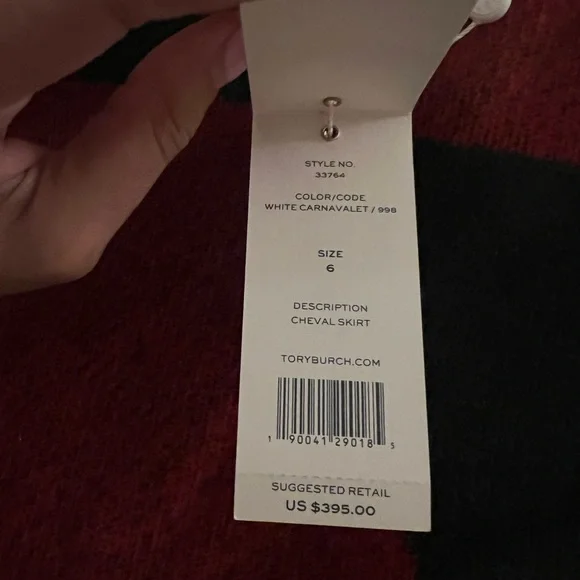 STYLE NO.
33764
COLOR/CODE
WHITE CARNAVALET / 998
SIZE
6
DESCRIPTION
CHEVAL SKIRT
TORYBURCH.COM
1 90041 29018 5
SUGGESTED RETAIL
US $395.00